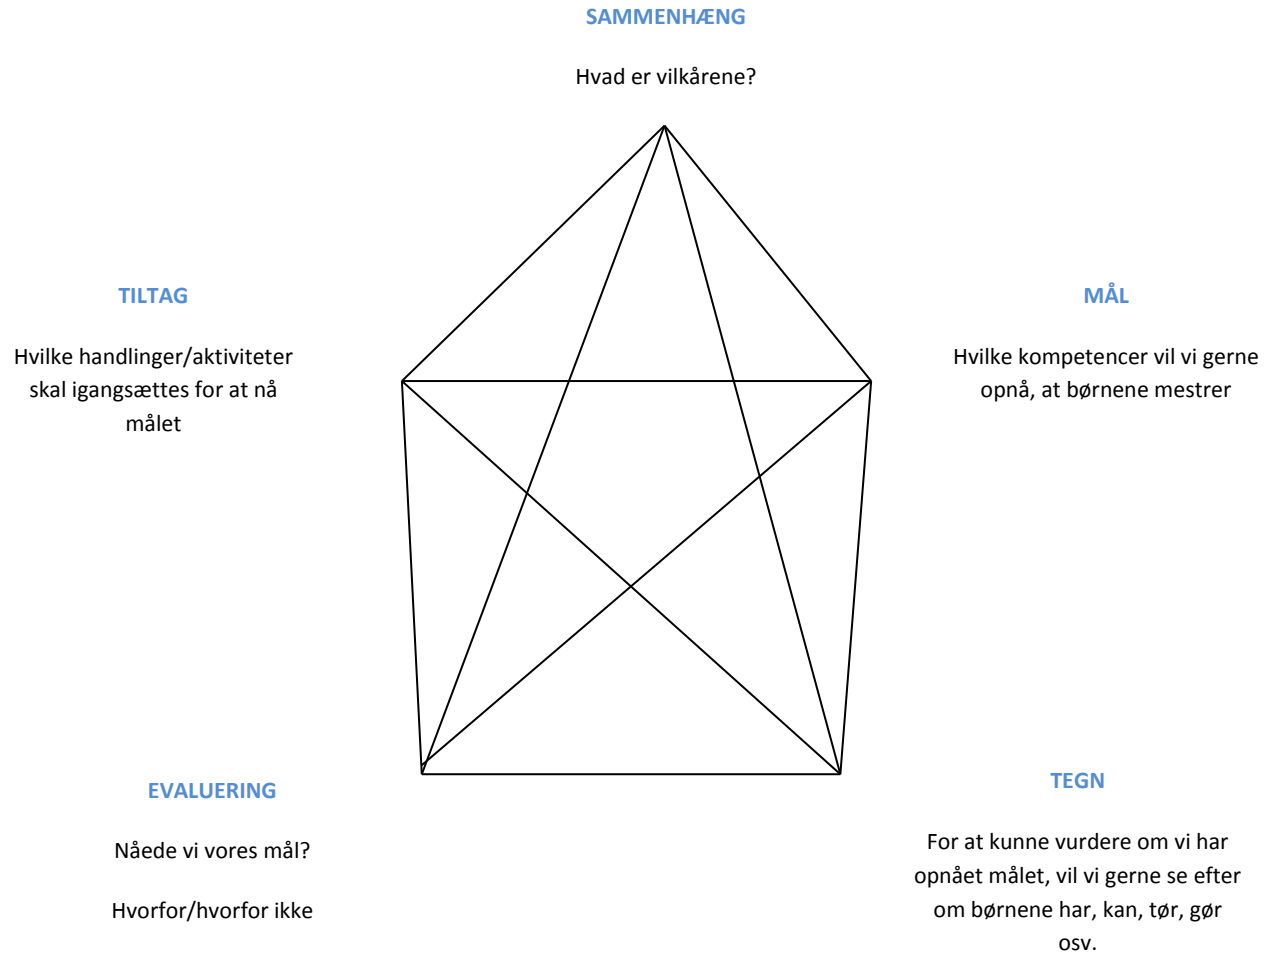 SAMMENHÆNG
Hvad er vilkårene?
TILTAG
Hvilke handlinger/aktiviteter
skal igangsættes for at nå
målet
MÅL
Hvilke kompetencer vil vi gerne
opnå, at børnene mestrer
EVALUERING
Nåede vi vores mål?
Hvorfor/hvorfor ikke
TEGN
For at kunne vurdere om vi har
opnået målet, vil vi gerne se efter
om børnene har, kan, tør, gør
osv.